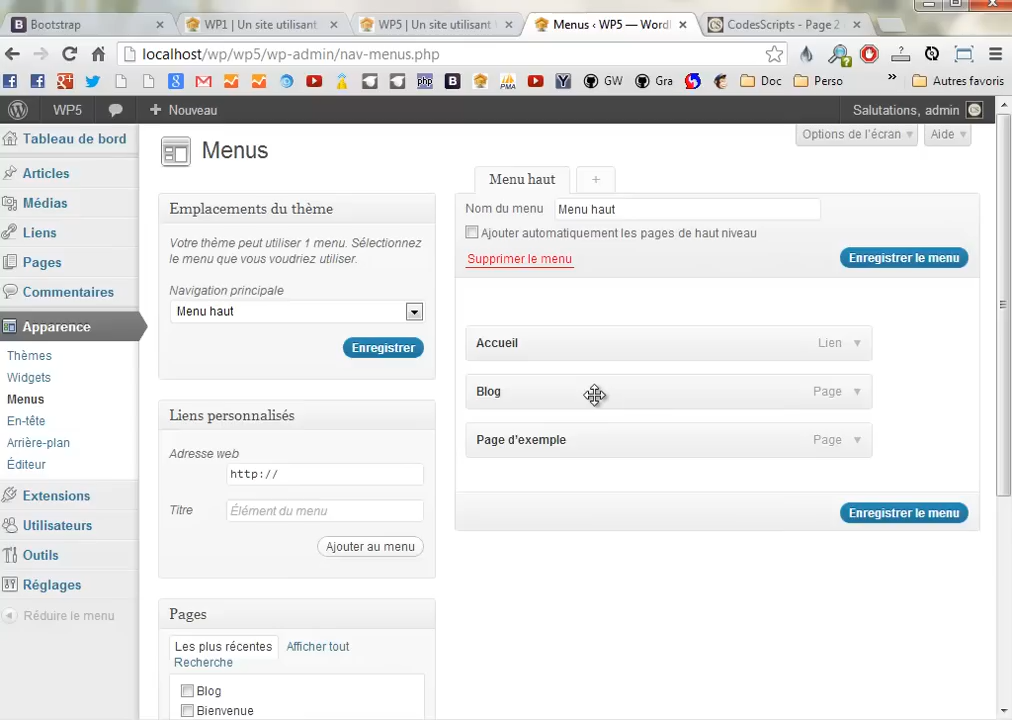 Bootstrap ×
WP1 | Un site utilisant ×
WP5 | Un site utilisant ×
Menus ‹ WP5 — Word ×
CodesScripts - Page 2 ×
localhost/wp/wp5/wp-admin/nav-menus.php
GW
Gra
Doc
Perso
»
Autres favoris
WP5
+ Nouveau
Salutations, admin
Tableau de bord
Articles
Médias
Liens
Pages
Commentaires
Apparence
Thèmes
Widgets
Menus
En-tête
Arrière-plan
Éditeur
Extensions
Utilisateurs
Outils
Réglages
Réduire le menu
Options de l'écran
Aide
Menus
Emplacements du thème
Votre thème peut utiliser 1 menu. Sélectionnez
le menu que vous voudriez utiliser.
Navigation principale
Menu haut
Enregistrer
Liens personnalisés
Adresse web
http://
Titre
Élément du menu
Ajouter au menu
Pages
Les plus récentes
Afficher tout
Recherche
Blog
Bienvenue
Menu haut
+
Nom du menu
Menu haut
Ajouter automatiquement les pages de haut niveau
Supprimer le menu
Enregistrer le menu
Accueil
Lien
Blog
Page
Page d'exemple
Page
Enregistrer le menu